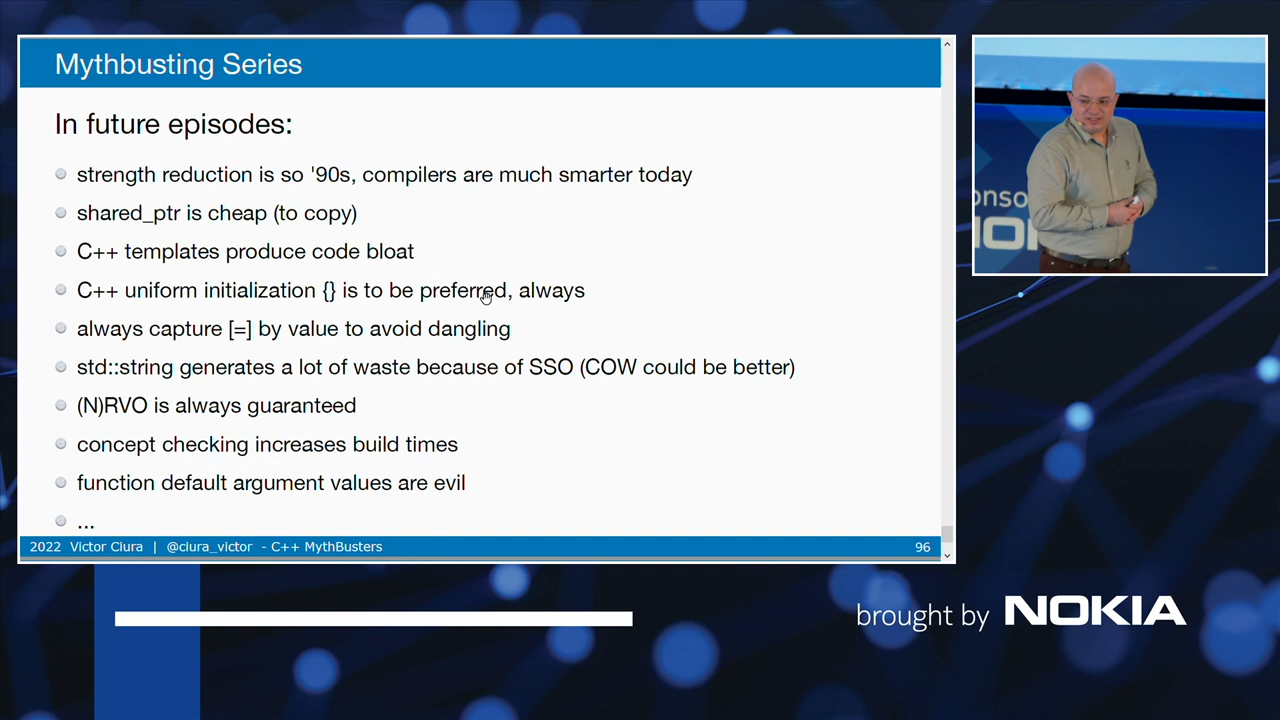 Mythbusting Series
In future episodes:
strength reduction is so '90s, compilers are much smarter today
shared_ptr is cheap (to copy)
C++ templates produce code bloat
C++ uniform initialization {} is to be preferred, always
always capture [=] by value to avoid dangling
std::string generates a lot of waste because of SSO (COW could be better)
(N)RVO is always guaranteed
concept checking increases build times
function default argument values are evil
...
2022 Victor Ciura | @ciura_victor - C++ MythBusters
96
brought by NOKIA